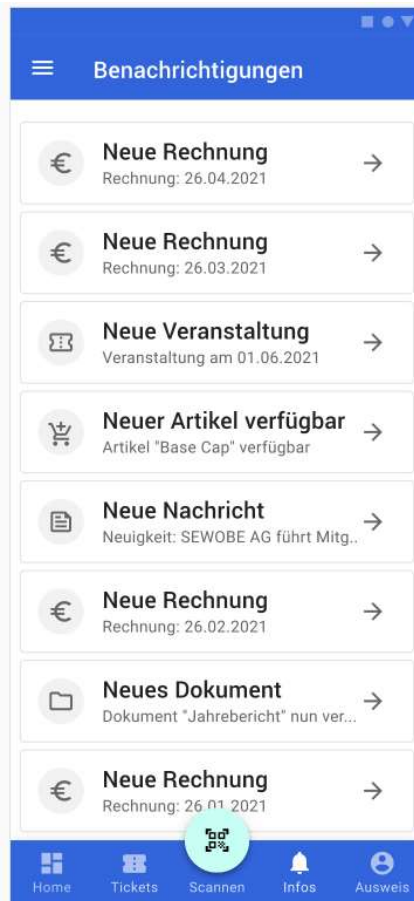 Benachrichtigungen
Neue Rechnung
Rechnung: 26.04.2021
Neue Rechnung
Rechnung: 26.03.2021
Neue Veranstaltung
Veranstaltung am 01.06.2021
Neuer Artikel verfügbar
Artikel "Base Cap" verfügbar
Neue Nachricht
Neuigkeit: SEWOBE AG führt Mitg..
Neue Rechnung
Rechnung: 26.02.2021
Neues Dokument
Dokument "Jahrebericht" nun ver...
Neue Rechnung
Rechnung: 26.01.2021
Home Tickets Scannen Infos Ausweis